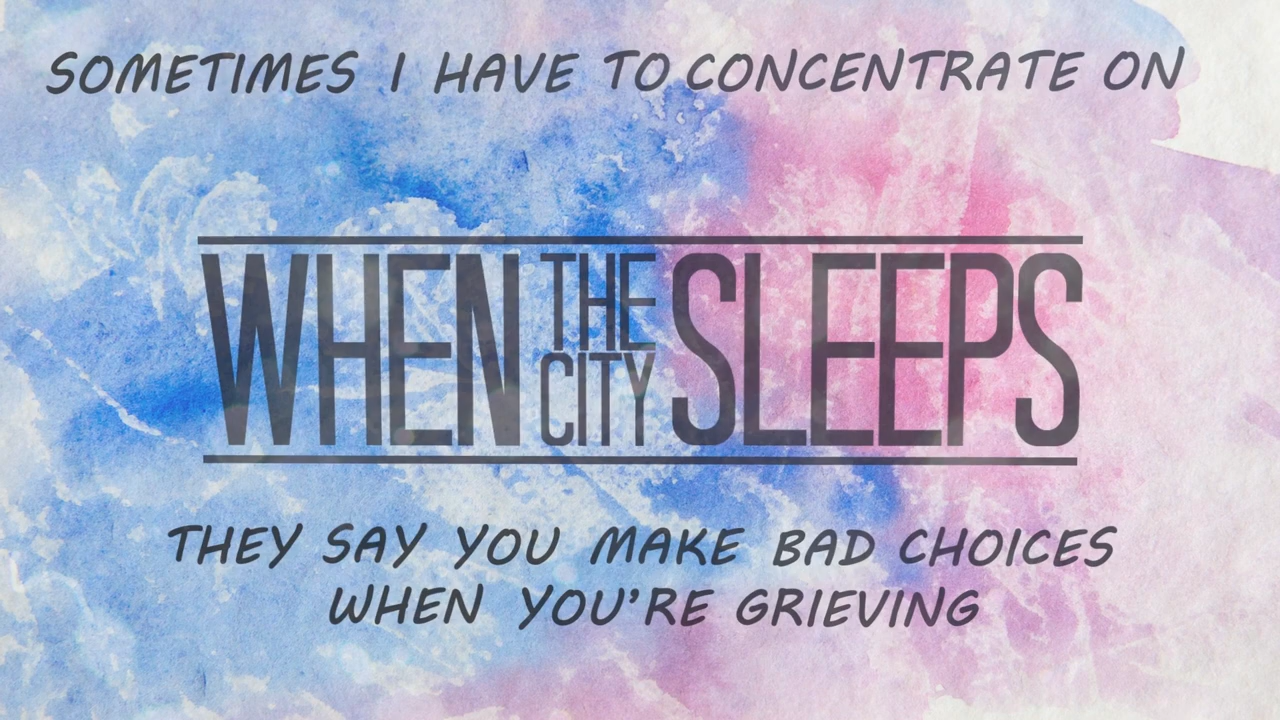 SOMETIMES I HAVE TO CONCENTRATE ON
WHEN THE CITY SLEEPS
THEY SAY YOU MAKE BAD CHOICES
WHEN YOU'RE GRIEVING